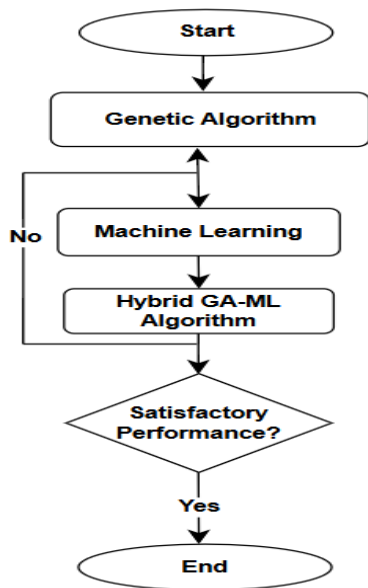 Start
Genetic Algorithm
No
Machine Learning
Hybrid GA-ML
Algorithm
Satisfactory
Performance?
Yes
End